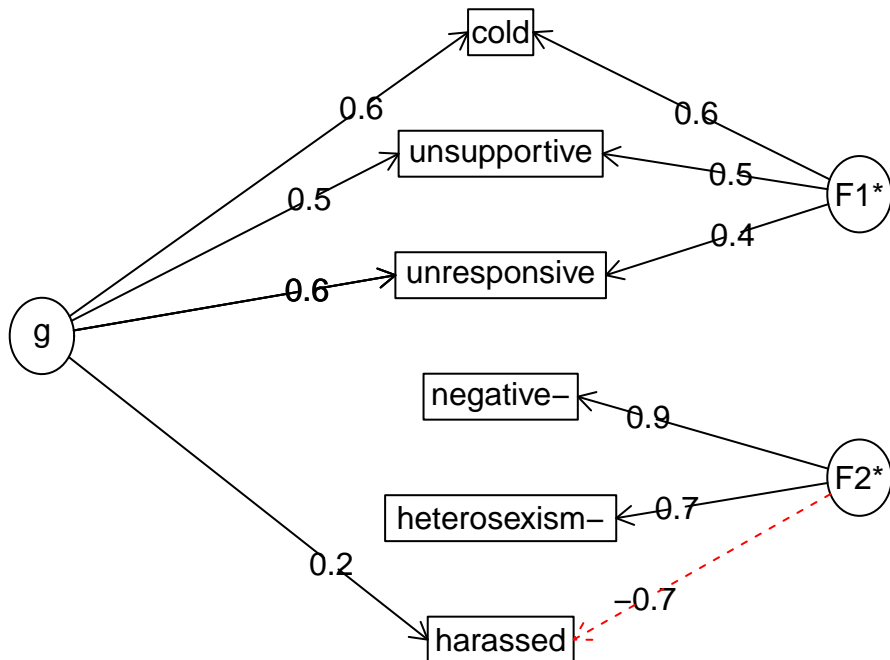 cold
0.6
0.6
unsupportive
0.5
0.5
F1*
0.4
unresponsive
0.6
g
negative−
0.9
F2*
heterosexism−
0.7
0.2
−0.7
harassed